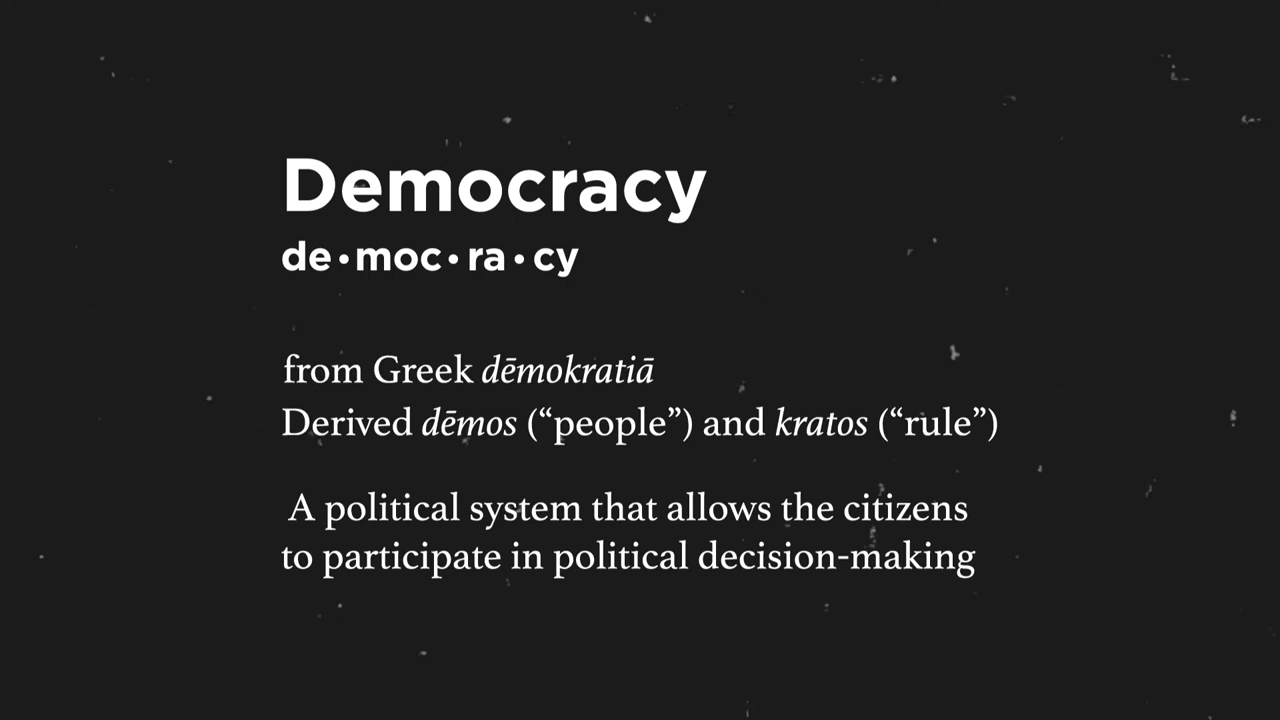 Democracy
de•moc•ra•cy
from Greek dēmokratiā
Derived dēmos (“people”) and kratos (“rule”)
A political system that allows the citizens
to participate in political decision-making